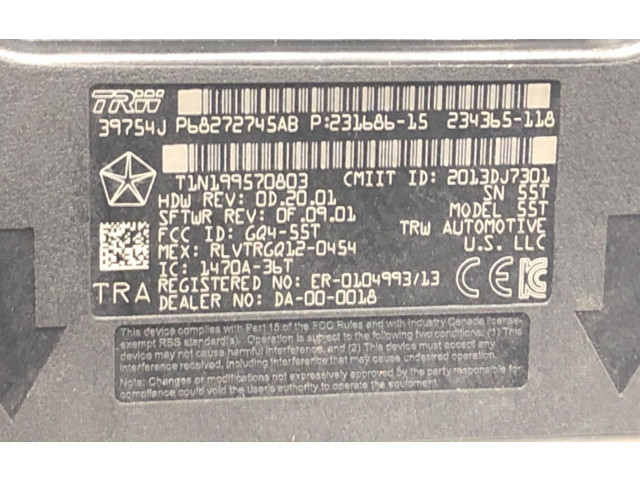 TRW
39754J P68272745AB P:231686-15 234365-118
T1N199570803 CMIIT ID: 2013DJ7301
HDW REV: 0D.20.01 SN 55T
SFTWR REV: 0F.09.01 MODEL 55T
FCC ID: GQ4-55T TRW AUTOMOTIVE
MEX: RLVTRGQ12-0454 U.S. LLC
IC: 1470A-36T
TRA REGISTERED No: ER-0104993/13
DEALER No: DA-00-0018
CE
This device complies with Part 15 of the FCC Rules and with Industry Canada license-
exempt RSS standard(s). Operation is subject to the following two conditions: (1) This
device may not cause harmful interference, and (2) This device must accept any
interference received, including interference that may cause undesired operation.
Note: Changes or modifications not expressively approved by the party responsible for
compliance could void the user's authority to operate the equipment.